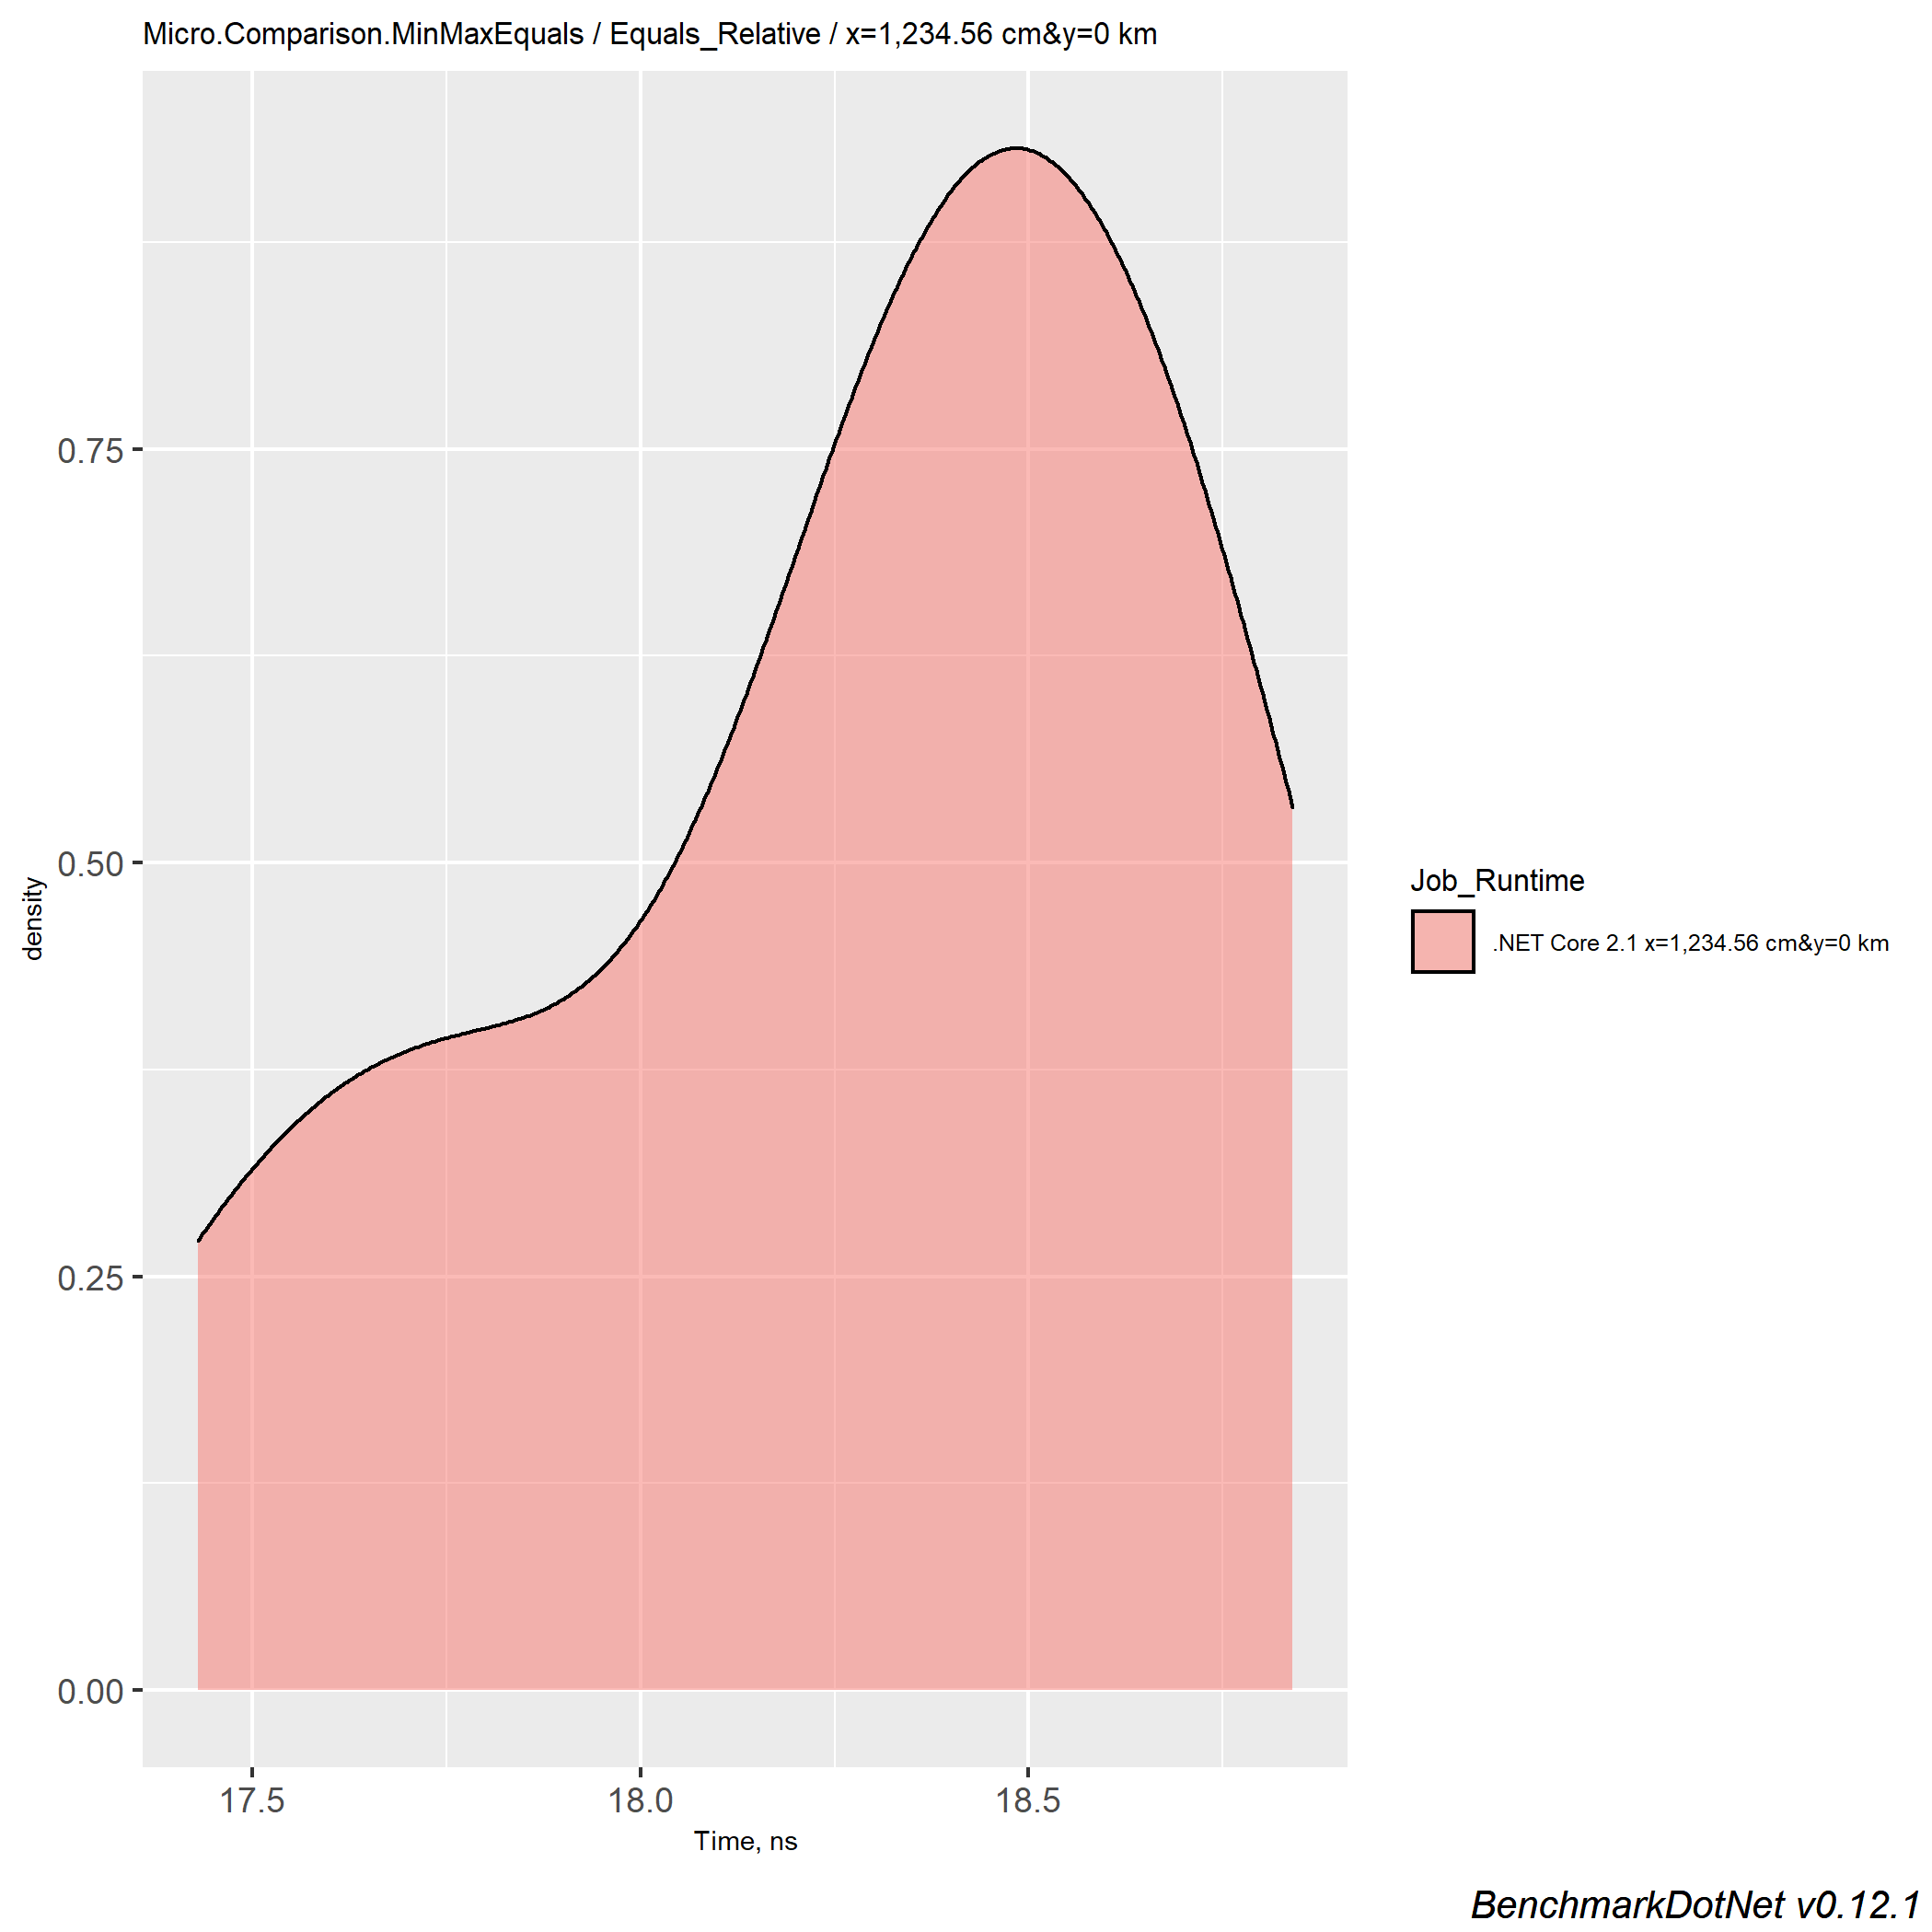 Micro.Comparison.MinMaxEquals / Equals_Relative / x=1,234.56 cm&y=0 km
0.75
0.50
0.25
0.00
density
17.5 18.0 18.5
Time, ns
Job_Runtime
.NET Core 2.1 x=1,234.56 cm&y=0 km
BenchmarkDotNet v0.12.1